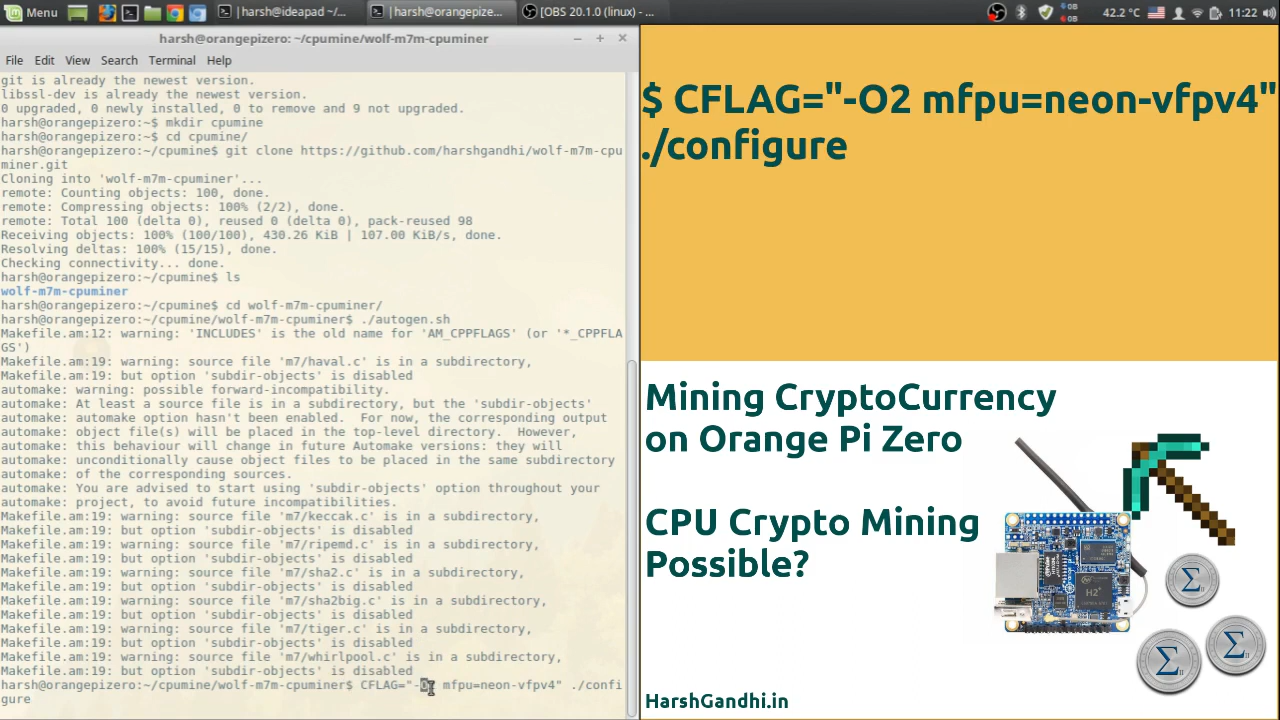 Menu
|harsh@ideapad ~/...
|harsh@orangepize...
[OBS 20.1.0 (linux) - ...
0B
0B
42.2 °C
11:22
harsh@orangepizero: ~/cpumine/wolf-m7m-cpuminer
File Edit View Search Terminal Help
git is already the newest version.
libssl-dev is already the newest version.
0 upgraded, 0 newly installed, 0 to remove and 9 not upgraded.
harsh@orangepizero:~$ mkdir cpumine
harsh@orangepizero:~$ cd cpumine/
harsh@orangepizero:~/cpumine$ git clone https://github.com/harshgandhi/wolf-m7m-cpu
miner.git
Cloning into 'wolf-m7m-cpuminer'...
remote: Counting objects: 100, done.
remote: Compressing objects: 100% (2/2), done.
remote: Total 100 (delta 0), reused 0 (delta 0), pack-reused 98
Receiving objects: 100% (100/100), 430.26 KiB | 107.00 KiB/s, done.
Resolving deltas: 100% (15/15), done.
Checking connectivity... done.
harsh@orangepizero:~/cpumine$ ls
wolf-m7m-cpuminer
harsh@orangepizero:~/cpumine$ cd wolf-m7m-cpuminer/
harsh@orangepizero:~/cpumine/wolf-m7m-cpuminer$ ./autogen.sh
Makefile.am:12: warning: 'INCLUDES' is the old name for 'AM_CPPFLAGS' (or '*_CPPFLA
GS')
Makefile.am:19: warning: source file 'm7/haval.c' is in a subdirectory,
Makefile.am:19: but option 'subdir-objects' is disabled
automake: warning: possible forward-incompatibility.
automake: At least a source file is in a subdirectory, but the 'subdir-objects'
automake: automake option hasn't been enabled.  For now, the corresponding output
automake: object file(s) will be placed in the top-level directory.  However,
automake: this behaviour will change in future Automake versions: they will
automake: unconditionally cause object files to be placed in the same subdirectory
automake: of the corresponding sources.
automake: You are advised to start using 'subdir-objects' option throughout your
automake: project, to avoid future incompatibilities.
Makefile.am:19: warning: source file 'm7/keccak.c' is in a subdirectory,
Makefile.am:19: but option 'subdir-objects' is disabled
Makefile.am:19: warning: source file 'm7/ripemd.c' is in a subdirectory,
Makefile.am:19: but option 'subdir-objects' is disabled
Makefile.am:19: warning: source file 'm7/sha2.c' is in a subdirectory,
Makefile.am:19: but option 'subdir-objects' is disabled
Makefile.am:19: warning: source file 'm7/sha2big.c' is in a subdirectory,
Makefile.am:19: but option 'subdir-objects' is disabled
Makefile.am:19: warning: source file 'm7/tiger.c' is in a subdirectory,
Makefile.am:19: but option 'subdir-objects' is disabled
Makefile.am:19: warning: source file 'm7/whirlpool.c' is in a subdirectory,
Makefile.am:19: but option 'subdir-objects' is disabled
harsh@orangepizero:~/cpumine/wolf-m7m-cpuminer$ CFLAG="- mfpu=neon-vfpv4" ./confi
gure
$ CFLAG="-O2 mfpu=neon-vfpv4"
./configure
Mining CryptoCurrency
on Orange Pi Zero
CPU Crypto Mining
Possible?
H2+
Σ
Σ
Σ
HarshGandhi.in